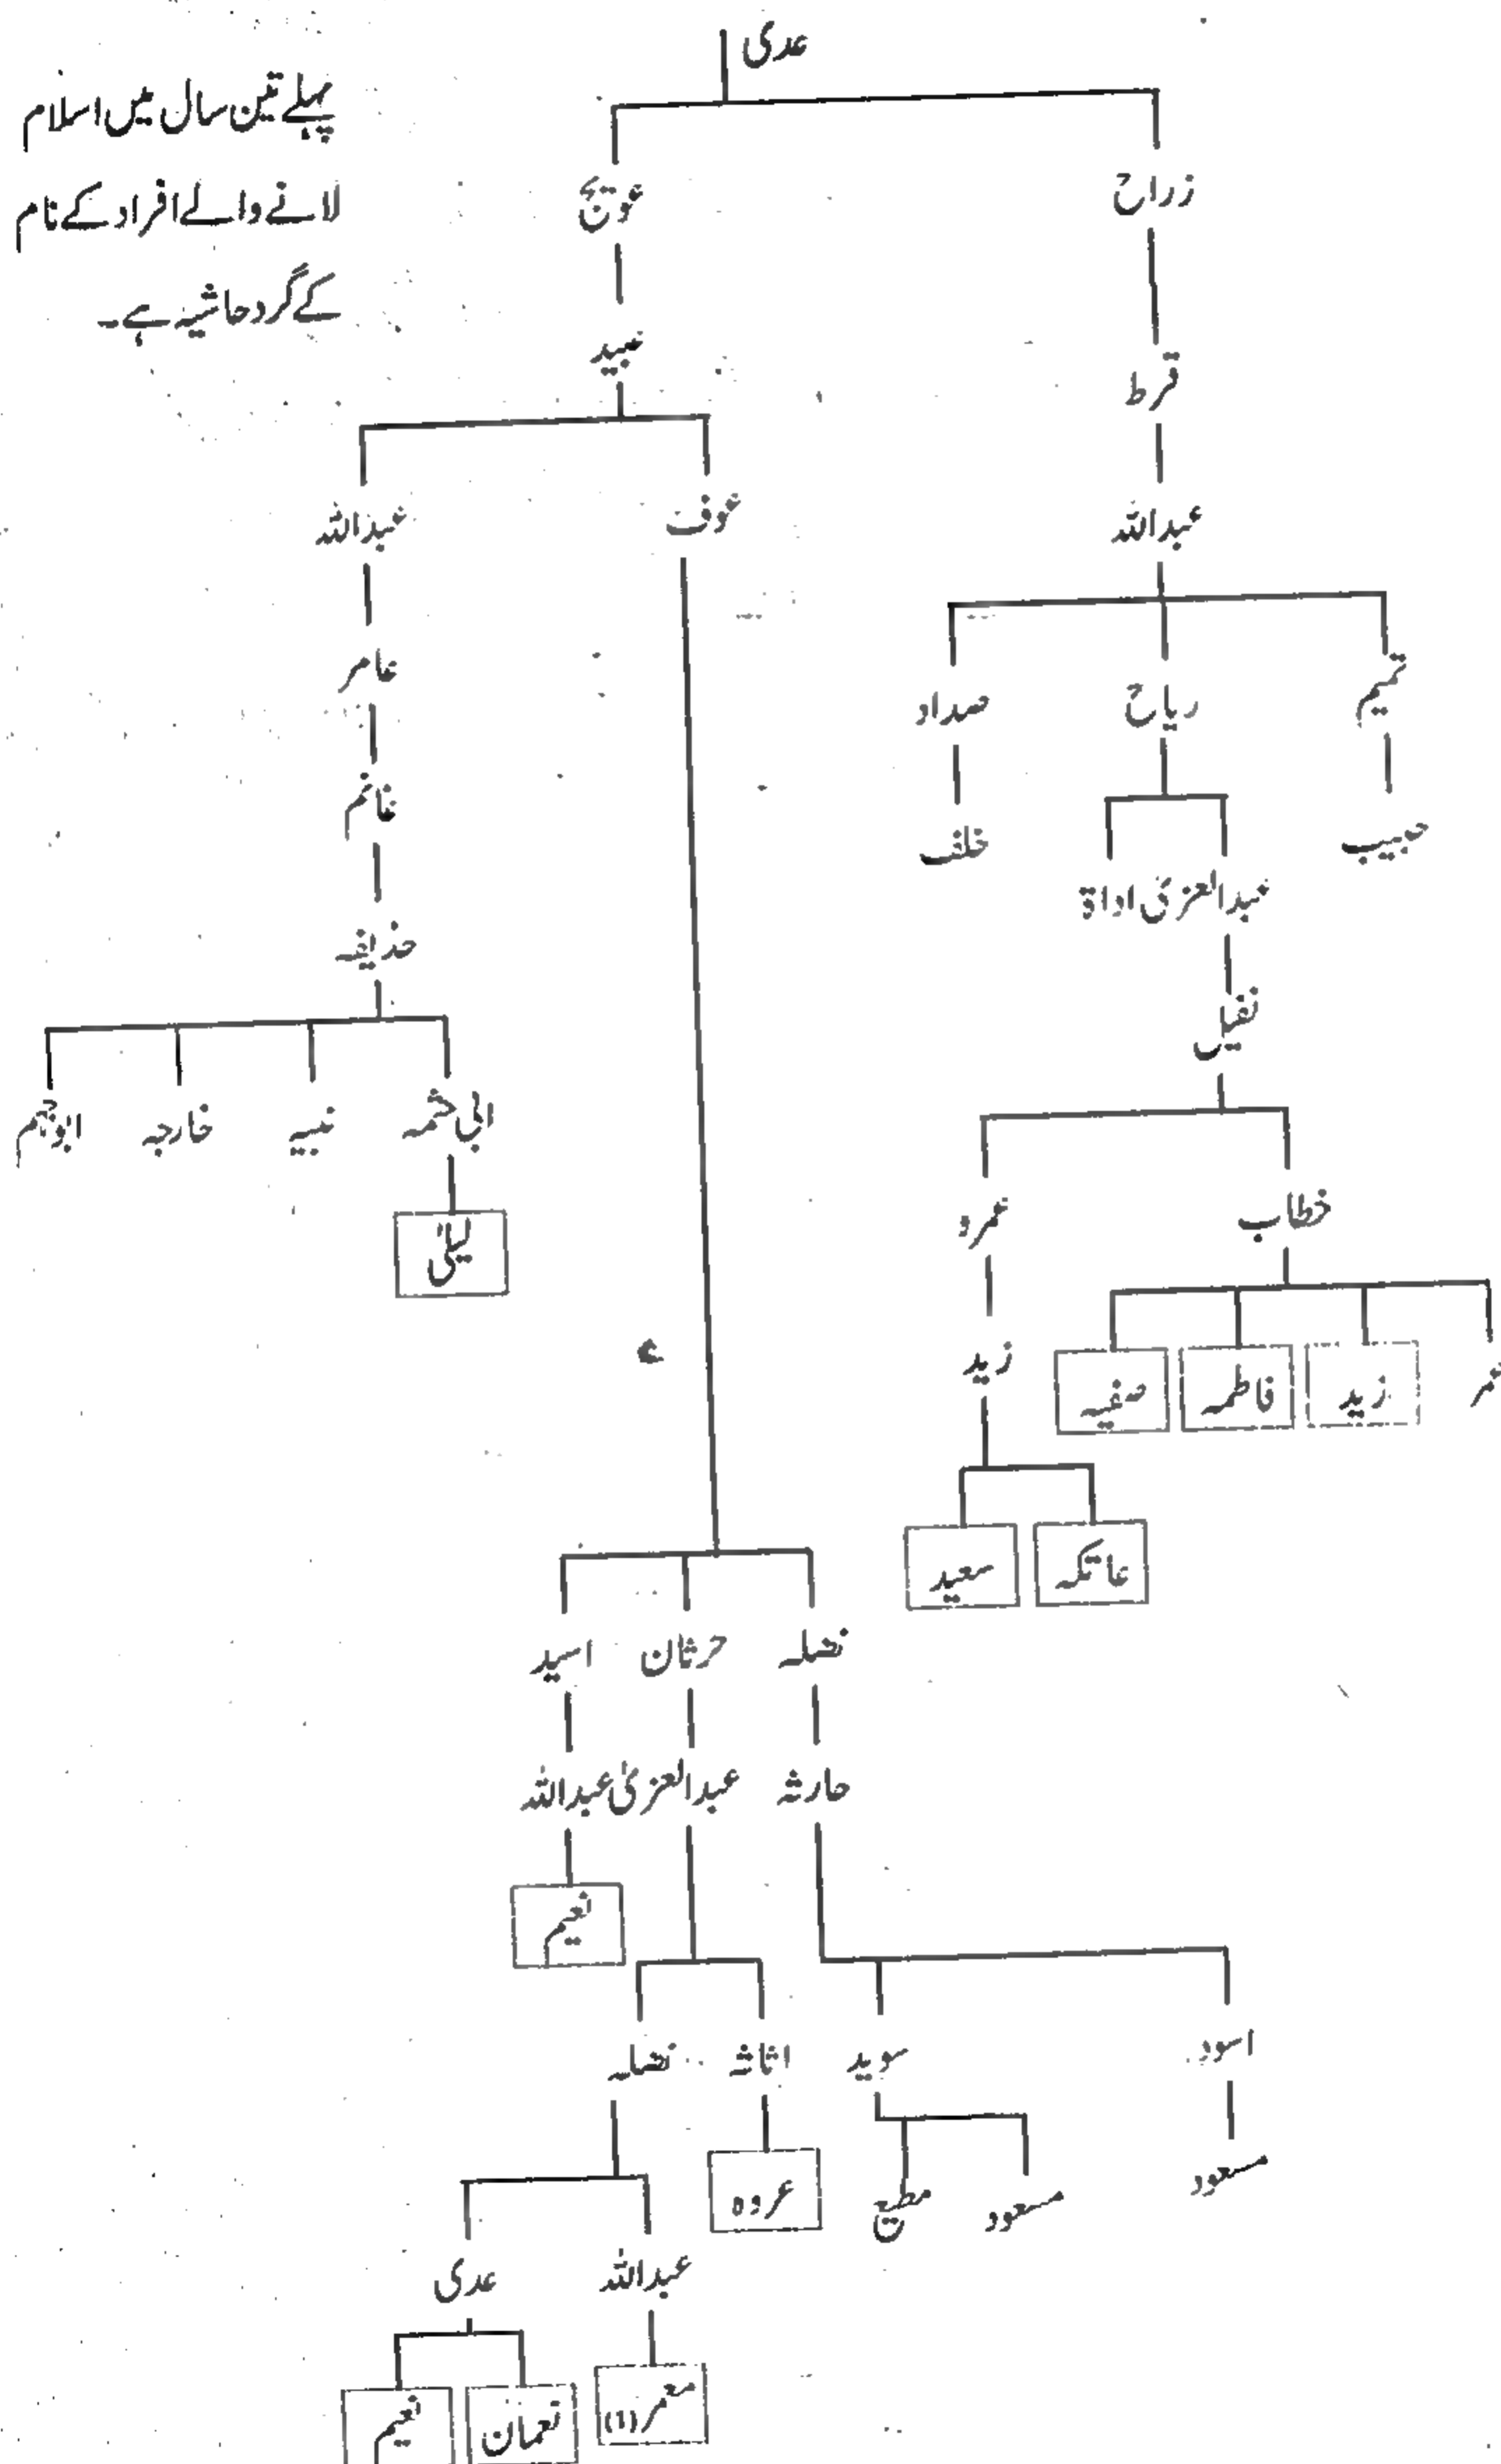 عدی
پہلے تین سال میں اسلام
لانے والے افراد کے نام
کے گرد حاشیہ ہے۔
زراح
عویج
عبید
قرط
عبداللہ
عوف
عبداللہ
تمیم
ریاح
صداد
عامر
غانم
حبیب
خلف
عبدالعزیٰ اداة
حذیفہ
نفیل
ابی حثمہ
خارجہ
لیلیٰ
خطاب
عمرو
عمر
زید
فاطمہ
صفیہ
زید
عاتکہ
سعید
نضلہ
حرثان
اسید
حارثہ
عبدالعزیٰ
عبداللہ
نعیم
اسود
سوید
اثاثہ
نضلہ
مسعود
مسعود
مطیع
عروہ
عبداللہ
عدی
معمر (1)
نعمان
نعیم